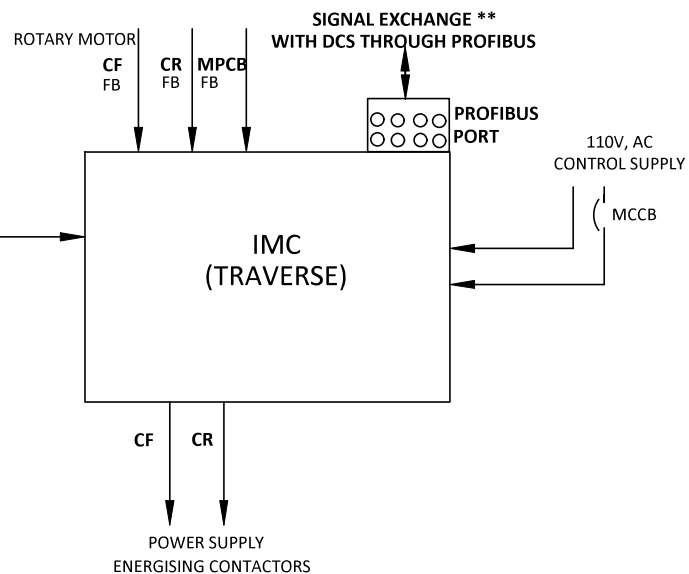 SIGNAL EXCHANGE **
WITH DCS THROUGH PROFIBUS
ROTARY MOTOR
CF
FB
CR
FB
MPCB
FB
PROFIBUS
PORT
110V, AC
CONTROL SUPPLY
MCCB
IMC
(TRAVERSE)
CF
CR
POWER SUPPLY
ENERGISING CONTACTORS